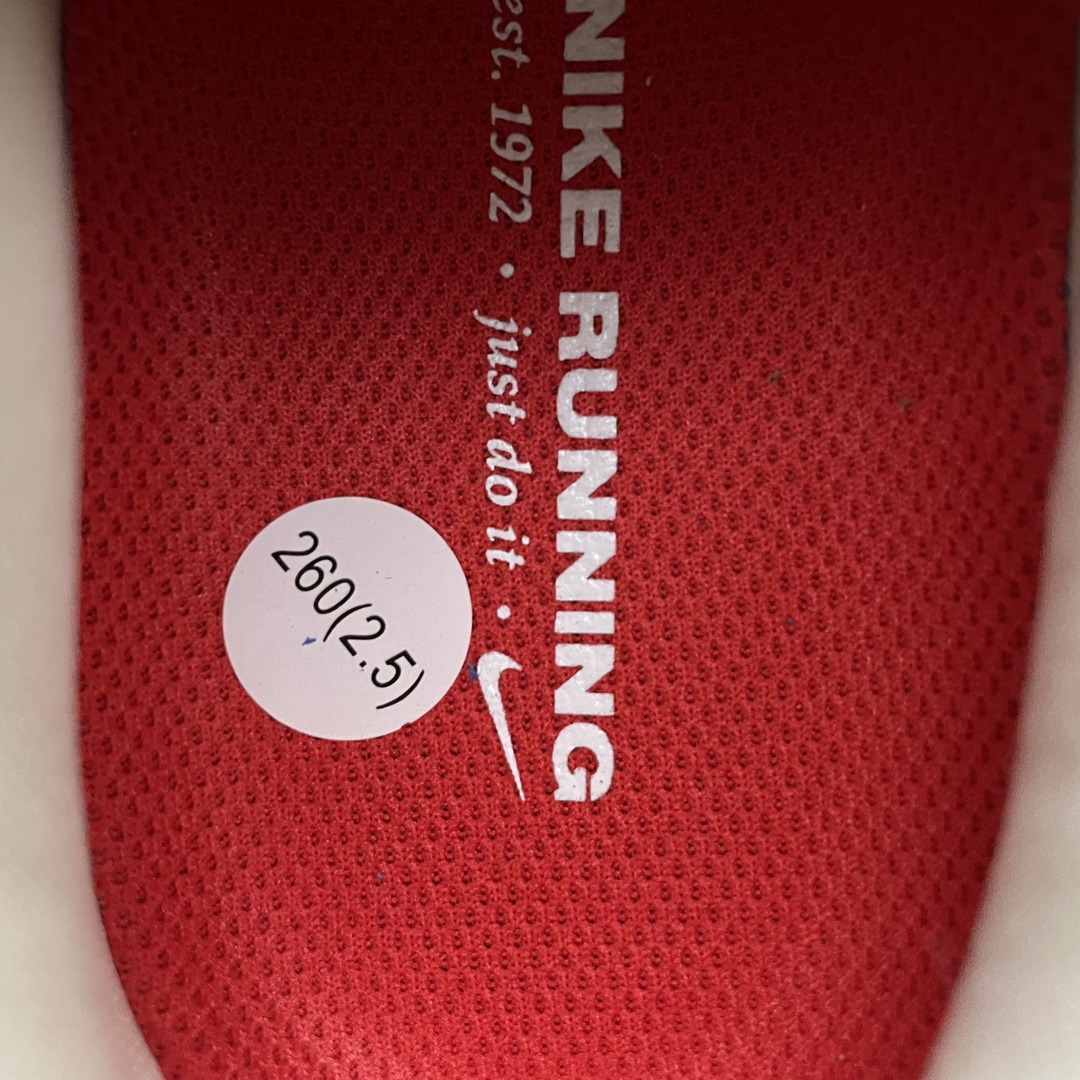 NIKE RUNNING
est. 1972 • just do it •
260(2.5)